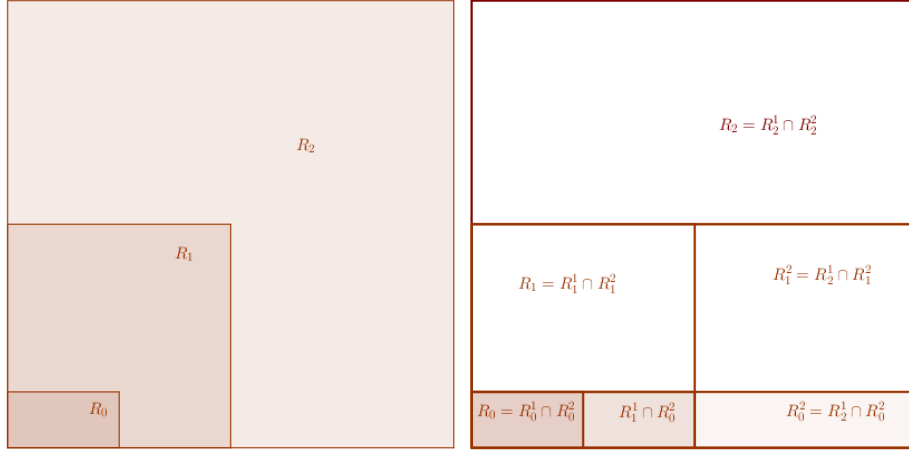 R_2
R_1
R_0
R_2 = R_2^1 ∩ R_2^2
R_1 = R_1^1 ∩ R_1^2
R_1^2 = R_2^1 ∩ R_1^2
R_0 = R_0^1 ∩ R_0^2
R_1^1 ∩ R_0^2
R_0^2 = R_2^1 ∩ R_0^2